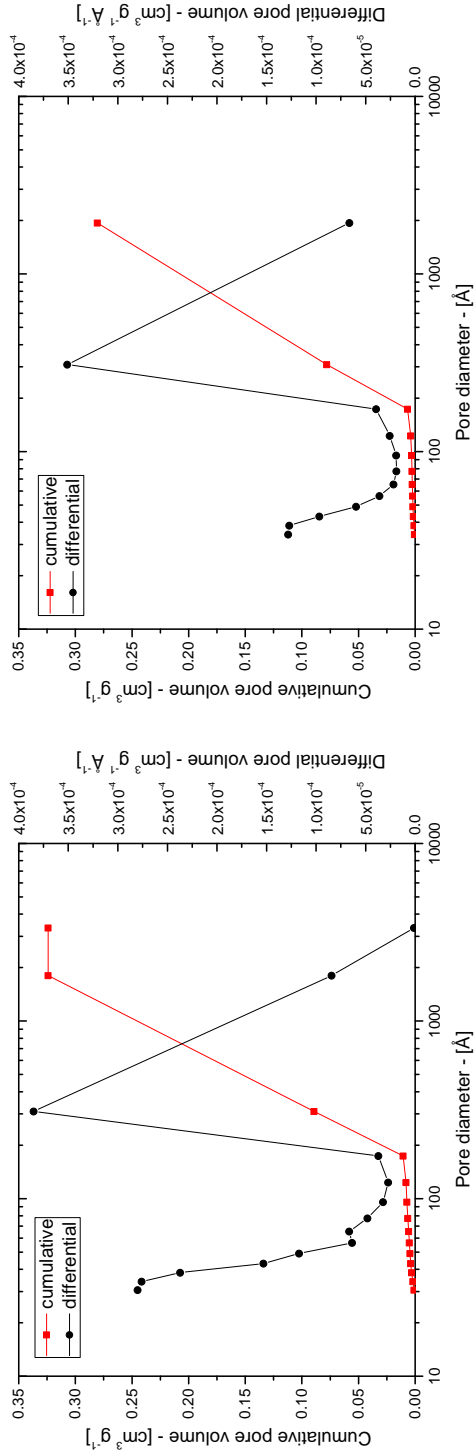 0.35
0.30
0.25
0.20
0.15
0.10
0.05
0.00
Cumulative pore volume - [cm³g⁻¹]
cumulative
differential
10
100
1000
10000
Pore diameter - [Å]
4.0x10⁻⁴
3.5x10⁻⁴
3.0x10⁻⁴
2.5x10⁻⁴
2.0x10⁻⁴
1.5x10⁻⁴
1.0x10⁻⁴
5.0x10⁻⁵
0.0
Differential pore volume - [cm³g⁻¹Å⁻¹]
0.35
0.30
0.25
0.20
0.15
0.10
0.05
0.00
Cumulative pore volume - [cm³g⁻¹]
cumulative
differential
10
100
1000
10000
Pore diameter - [Å]
4.0x10⁻⁴
3.5x10⁻⁴
3.0x10⁻⁴
2.5x10⁻⁴
2.0x10⁻⁴
1.5x10⁻⁴
1.0x10⁻⁴
5.0x10⁻⁵
0.0
Differential pore volume - [cm³g⁻¹Å⁻¹]